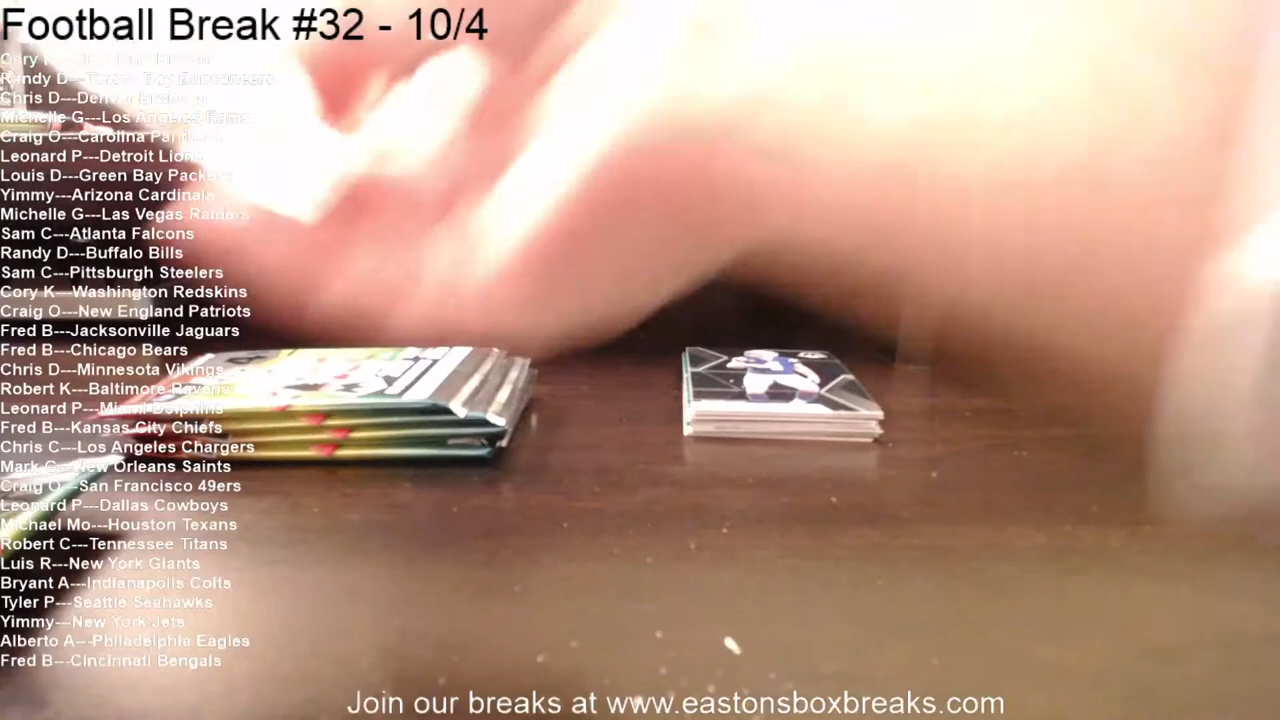 Football Break #32 - 10/4
Cory
Randy D---Tampa Bay Buccaneers
Chris D---Denver Broncos
Michelle G---Los Angeles Rams
Craig O---Carolina Panthers
Leonard P---Detroit Lions
Louis D---Green Bay Packers
Yimmy---Arizona Cardinals
Michelle G---Las Vegas Raiders
Sam C---Atlanta Falcons
Randy D---Buffalo Bills
Sam C---Pittsburgh Steelers
Cory K---Washington Redskins
Craig O---New England Patriots
Fred B---Jacksonville Jaguars
Fred B---Chicago Bears
Chris D---Minnesota Vikings
Robert K---Baltimore Ravens
Leonard P---Miami Dolphins
Fred B---Kansas City Chiefs
Chris C---Los Angeles Chargers
Mark G---New Orleans Saints
Craig O---San Francisco 49ers
Leonard P---Dallas Cowboys
Michael Mo---Houston Texans
Robert C---Tennessee Titans
Luis R---New York Giants
Bryant A---Indianapolis Colts
Tyler P---Seattle Seahawks
Yimmy---New York Jets
Alberto A---Philadelphia Eagles
Fred B---Cincinnati Bengals
Join our breaks at www.eastonsboxbreaks.com